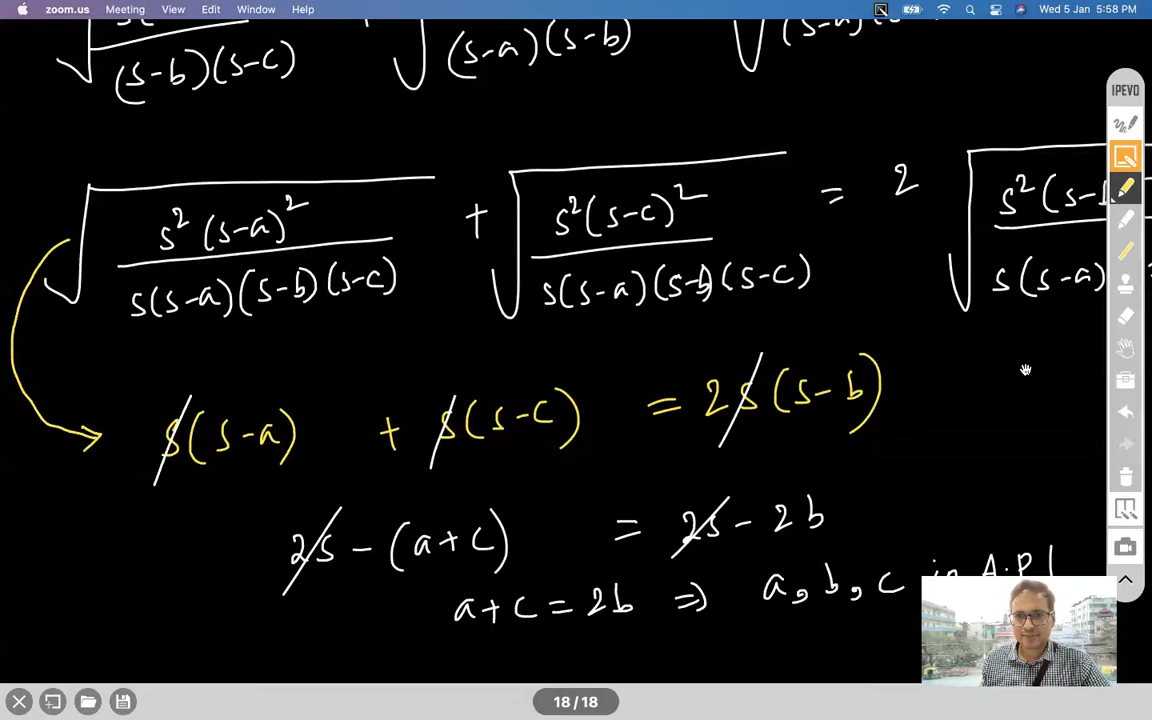 zoom.us Meeting View Edit Window Help Wed 5 Jan 5:58 PM
IPEVO
√ (s-b)(s-c) √ (s-a)(s-b) √
√(s²(s-a)² / s(s-a)(s-b)(s-c)) + √(s²(s-c)² / s(s-a)(s-b)(s-c)) = 2 √(s²(s- / s(s-a)
s(s-a) + s(s-c) = 2s(s-b)
2s - (a+c) = 2s - 2b
a+c = 2b ⇒ a, b, c in A.P
18/18